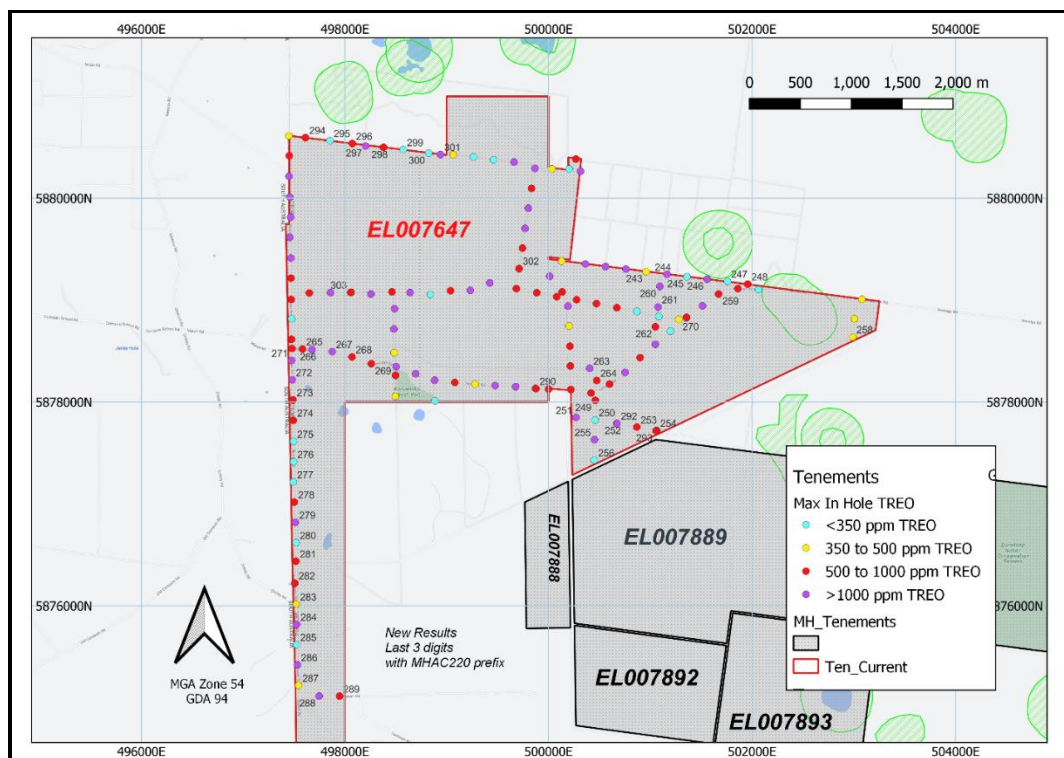 496000E 498000E 500000E 502000E 504000E
0 500 1,000 1,500 2,000 m
294 295 296 299 301
297 298 300
5880000N 5880000N
EL007647
302 243 244 245 246 247 248
303 260 261 259
262 270 258
271 265 267 268
266 269 263 264
272
273 290
5878000N 5878000N
274 251 249 250 292 253 254
275 255 252 293
276 256
277
278
279
280
281
282
283
284
285
286
287
288 289
EL007888
EL007889
EL007892
EL007893
5876000N 5876000N
New Results
Last 3 digits
with MHAC220 prefix
MGA Zone 54
GDA 94
Tenements
Max In Hole TREO
<350 ppm TREO
350 to 500 ppm TREO
500 to 1000 ppm TREO
>1000 ppm TREO
MH_Tenements
Ten_Current
496000E 498000E 500000E 502000E 504000E